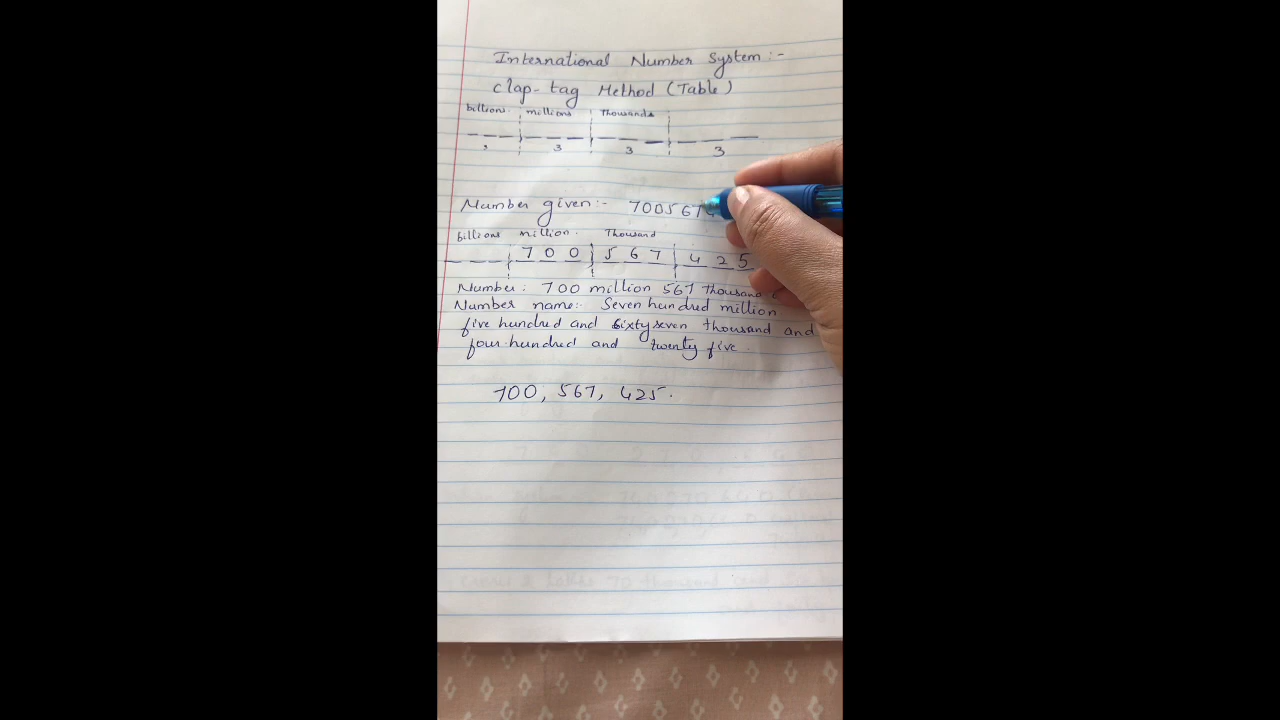 International Number System:-
Clap-tag Method (Table)
billions millions Thousands
3 3 3 3
Number given:- 700567
billions million. Thousand
7 0 0 5 6 7 4 2 5
Number: 700 million 567 thousand
Number name:- Seven hundred million
five hundred and sixty seven thousand and
four hundred and twenty five.
700, 567, 425.